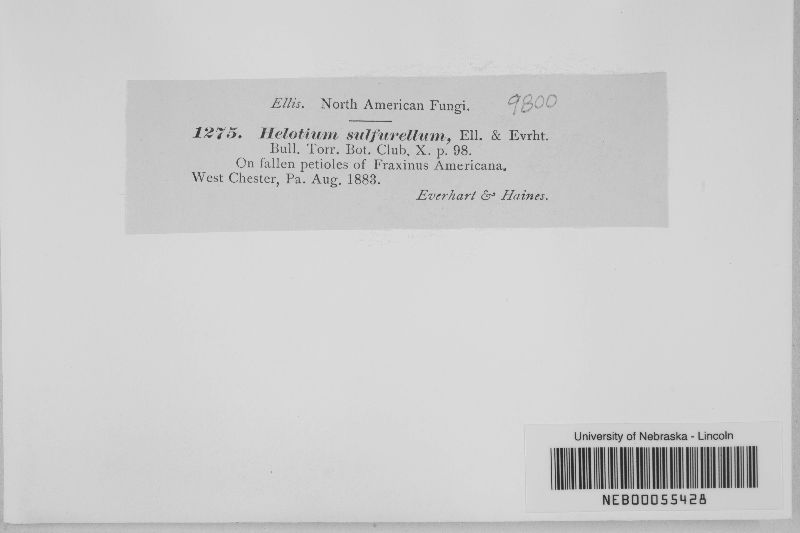 Ellis. North American Fungi. 9800
1275. Helotium sulfurellum, Ell. & Evrht.
Bull. Torr. Bot. Club, X. p. 98.
On fallen petioles of Fraxinus Americana.
West Chester, Pa. Aug. 1883.
Everhart & Haines.
University of Nebraska - Lincoln
NEB00055428